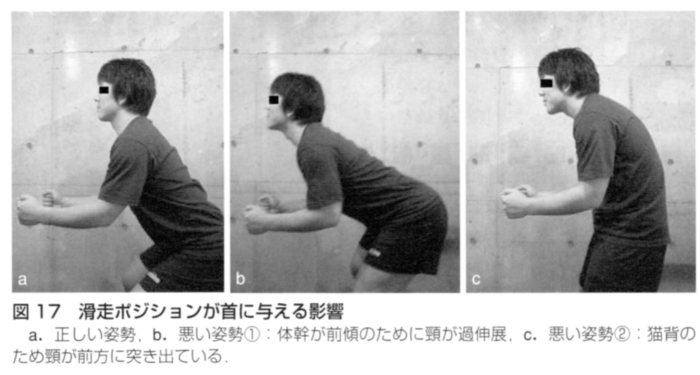 a
b
c
図 17 滑走ポジションが首に与える影響
a．正しい姿勢，b．悪い姿勢①：体幹が前傾のために頸が過伸展，c．悪い姿勢②：猫背の
ため頸が前方に突き出ている．